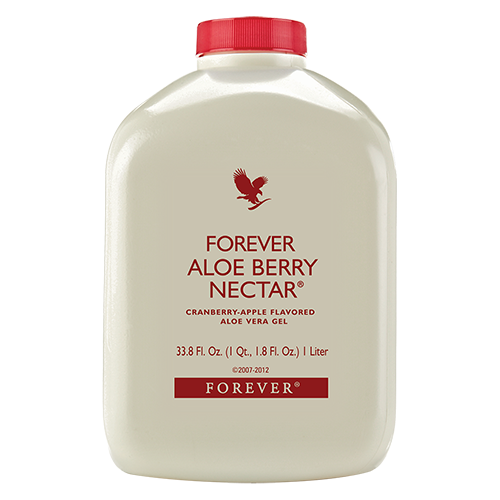 FOREVER
ALOE BERRY
NECTAR®
CRANBERRY-APPLE FLAVORED
ALOE VERA GEL
33.8 Fl. Oz. (1 Qt., 1.8 Fl. Oz.) 1 Liter
©2007-2012
FOREVER®